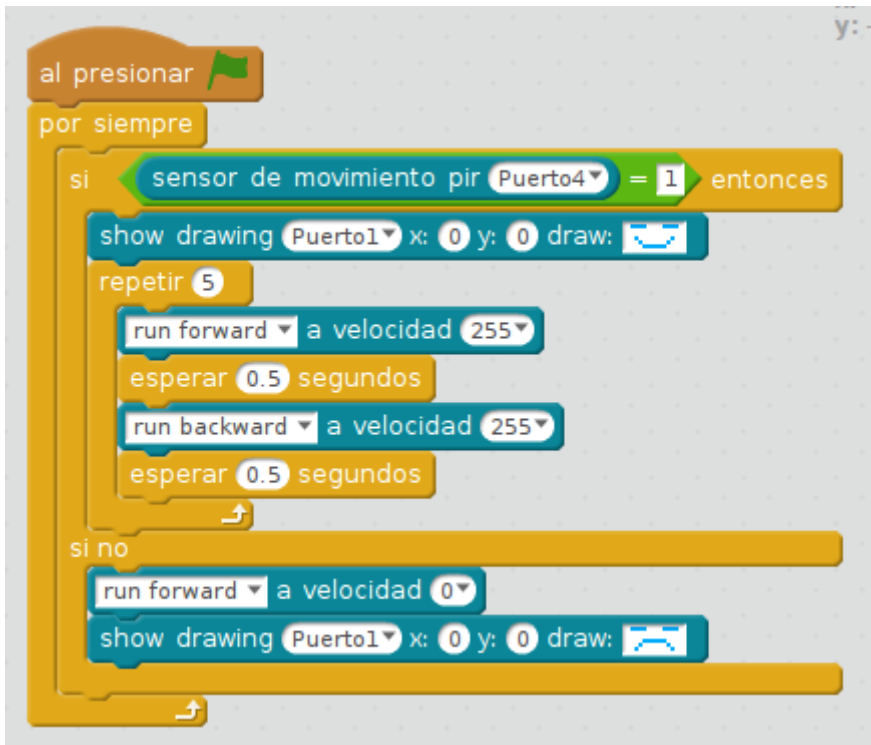 y: -
al presionar
por siempre
si sensor de movimiento pir Puerto4 = 1 entonces
show drawing Puerto1 x: 0 y: 0 draw:
repetir 5
run forward a velocidad 255
esperar 0.5 segundos
run backward a velocidad 255
esperar 0.5 segundos
si no
run forward a velocidad 0
show drawing Puerto1 x: 0 y: 0 draw: